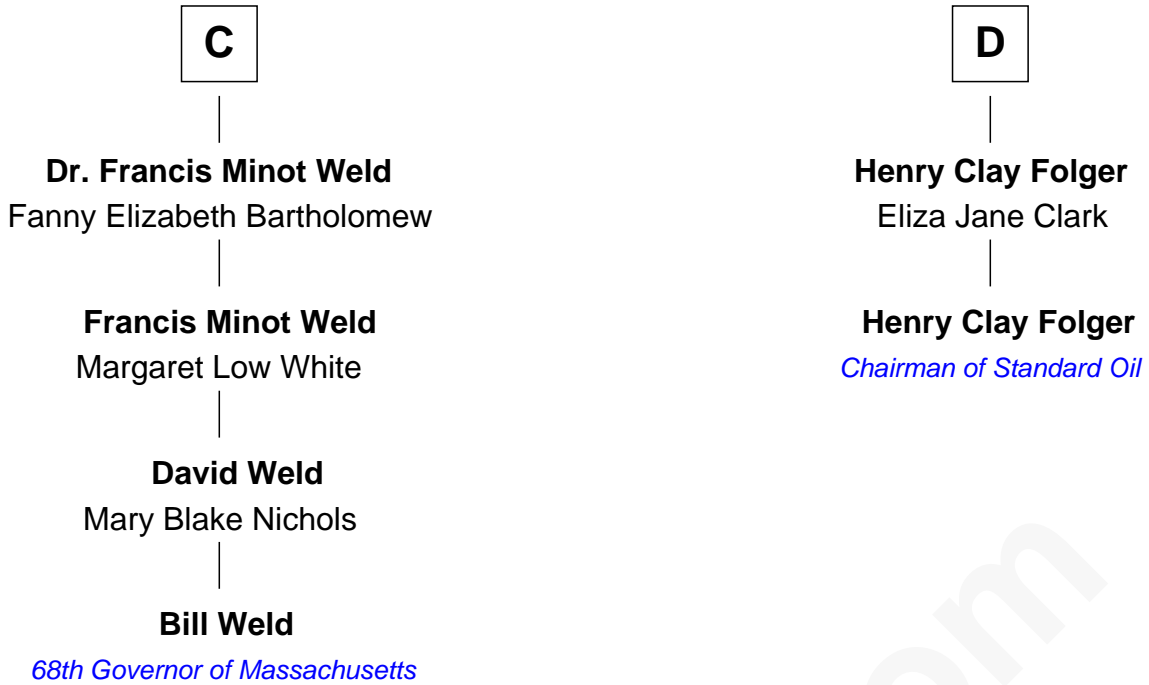 C
Dr. Francis Minot Weld
Fanny Elizabeth Bartholomew
Francis Minot Weld
Margaret Low White
David Weld
Mary Blake Nichols
Bill Weld
68th Governor of Massachusetts
D
Henry Clay Folger
Eliza Jane Clark
Henry Clay Folger
Chairman of Standard Oil
om